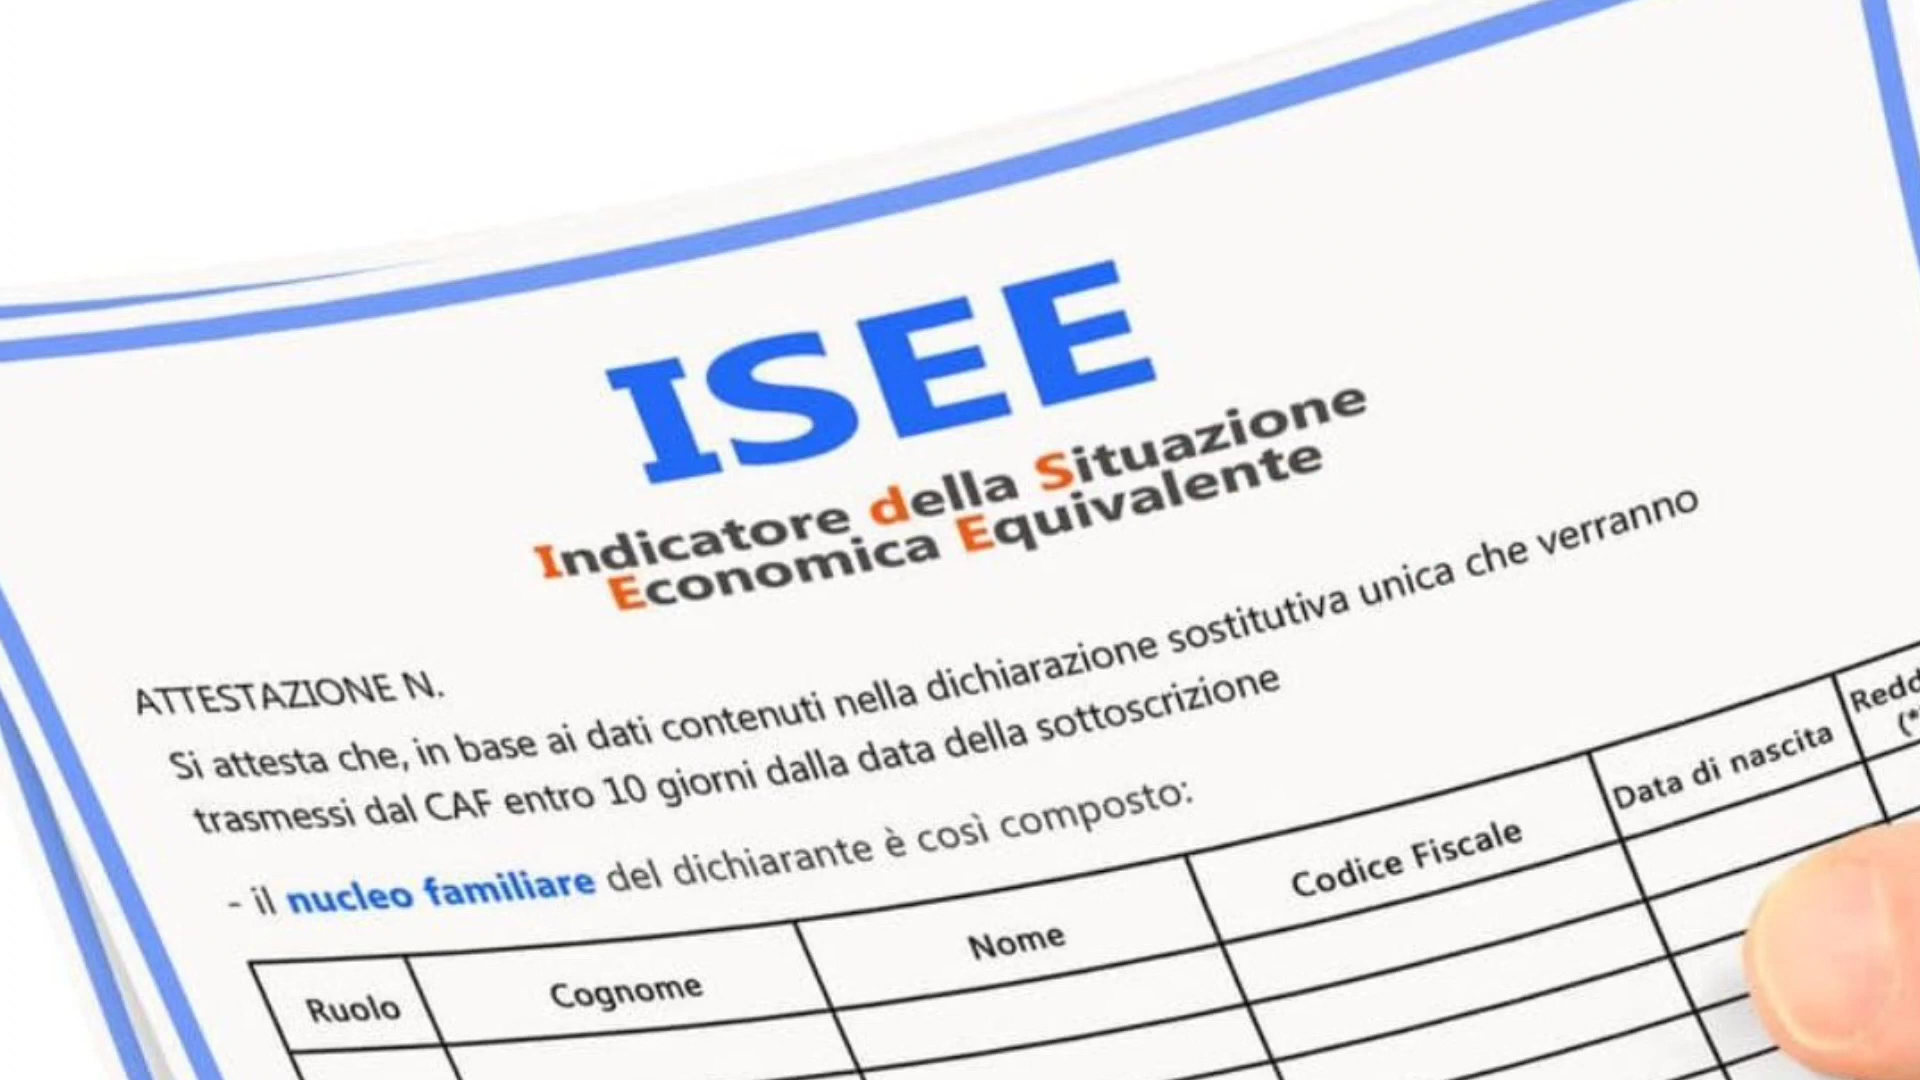 ISEE
Indicatore della Situazione
Economica Equivalente
ATTESTAZIONE N.
Si attesta che, in base ai dati contenuti nella dichiarazione sostitutiva unica che verranno
trasmessi dal CAF entro 10 giorni dalla data della sottoscrizione
- il nucleo familiare del dichiarante è così composto:
Ruolo Cognome Nome Codice Fiscale Data di nascita